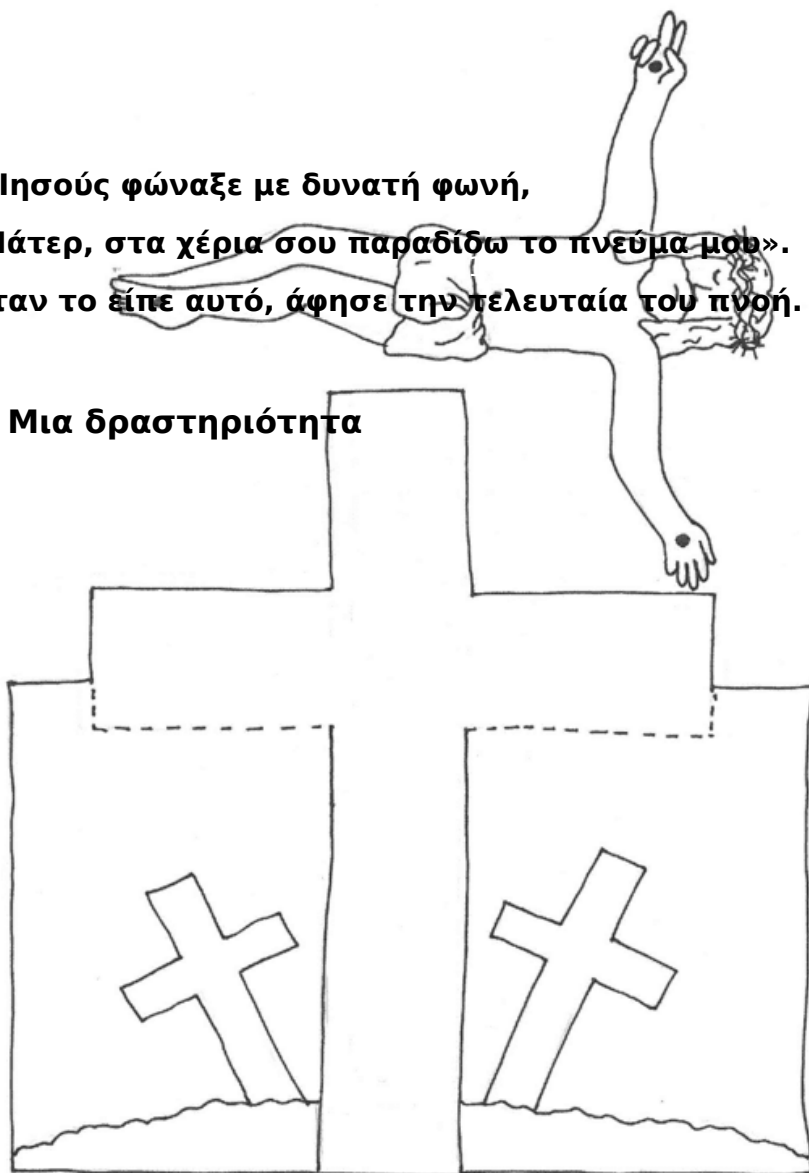 Ιησούς φώναξε με δυνατή φωνή,
άτερ, στα χέρια σου παραδίδω το πνεύμα μου».
ταν το είπε αυτό, άφησε την τελευταία του πνοή.
Μια δραστηριότητα